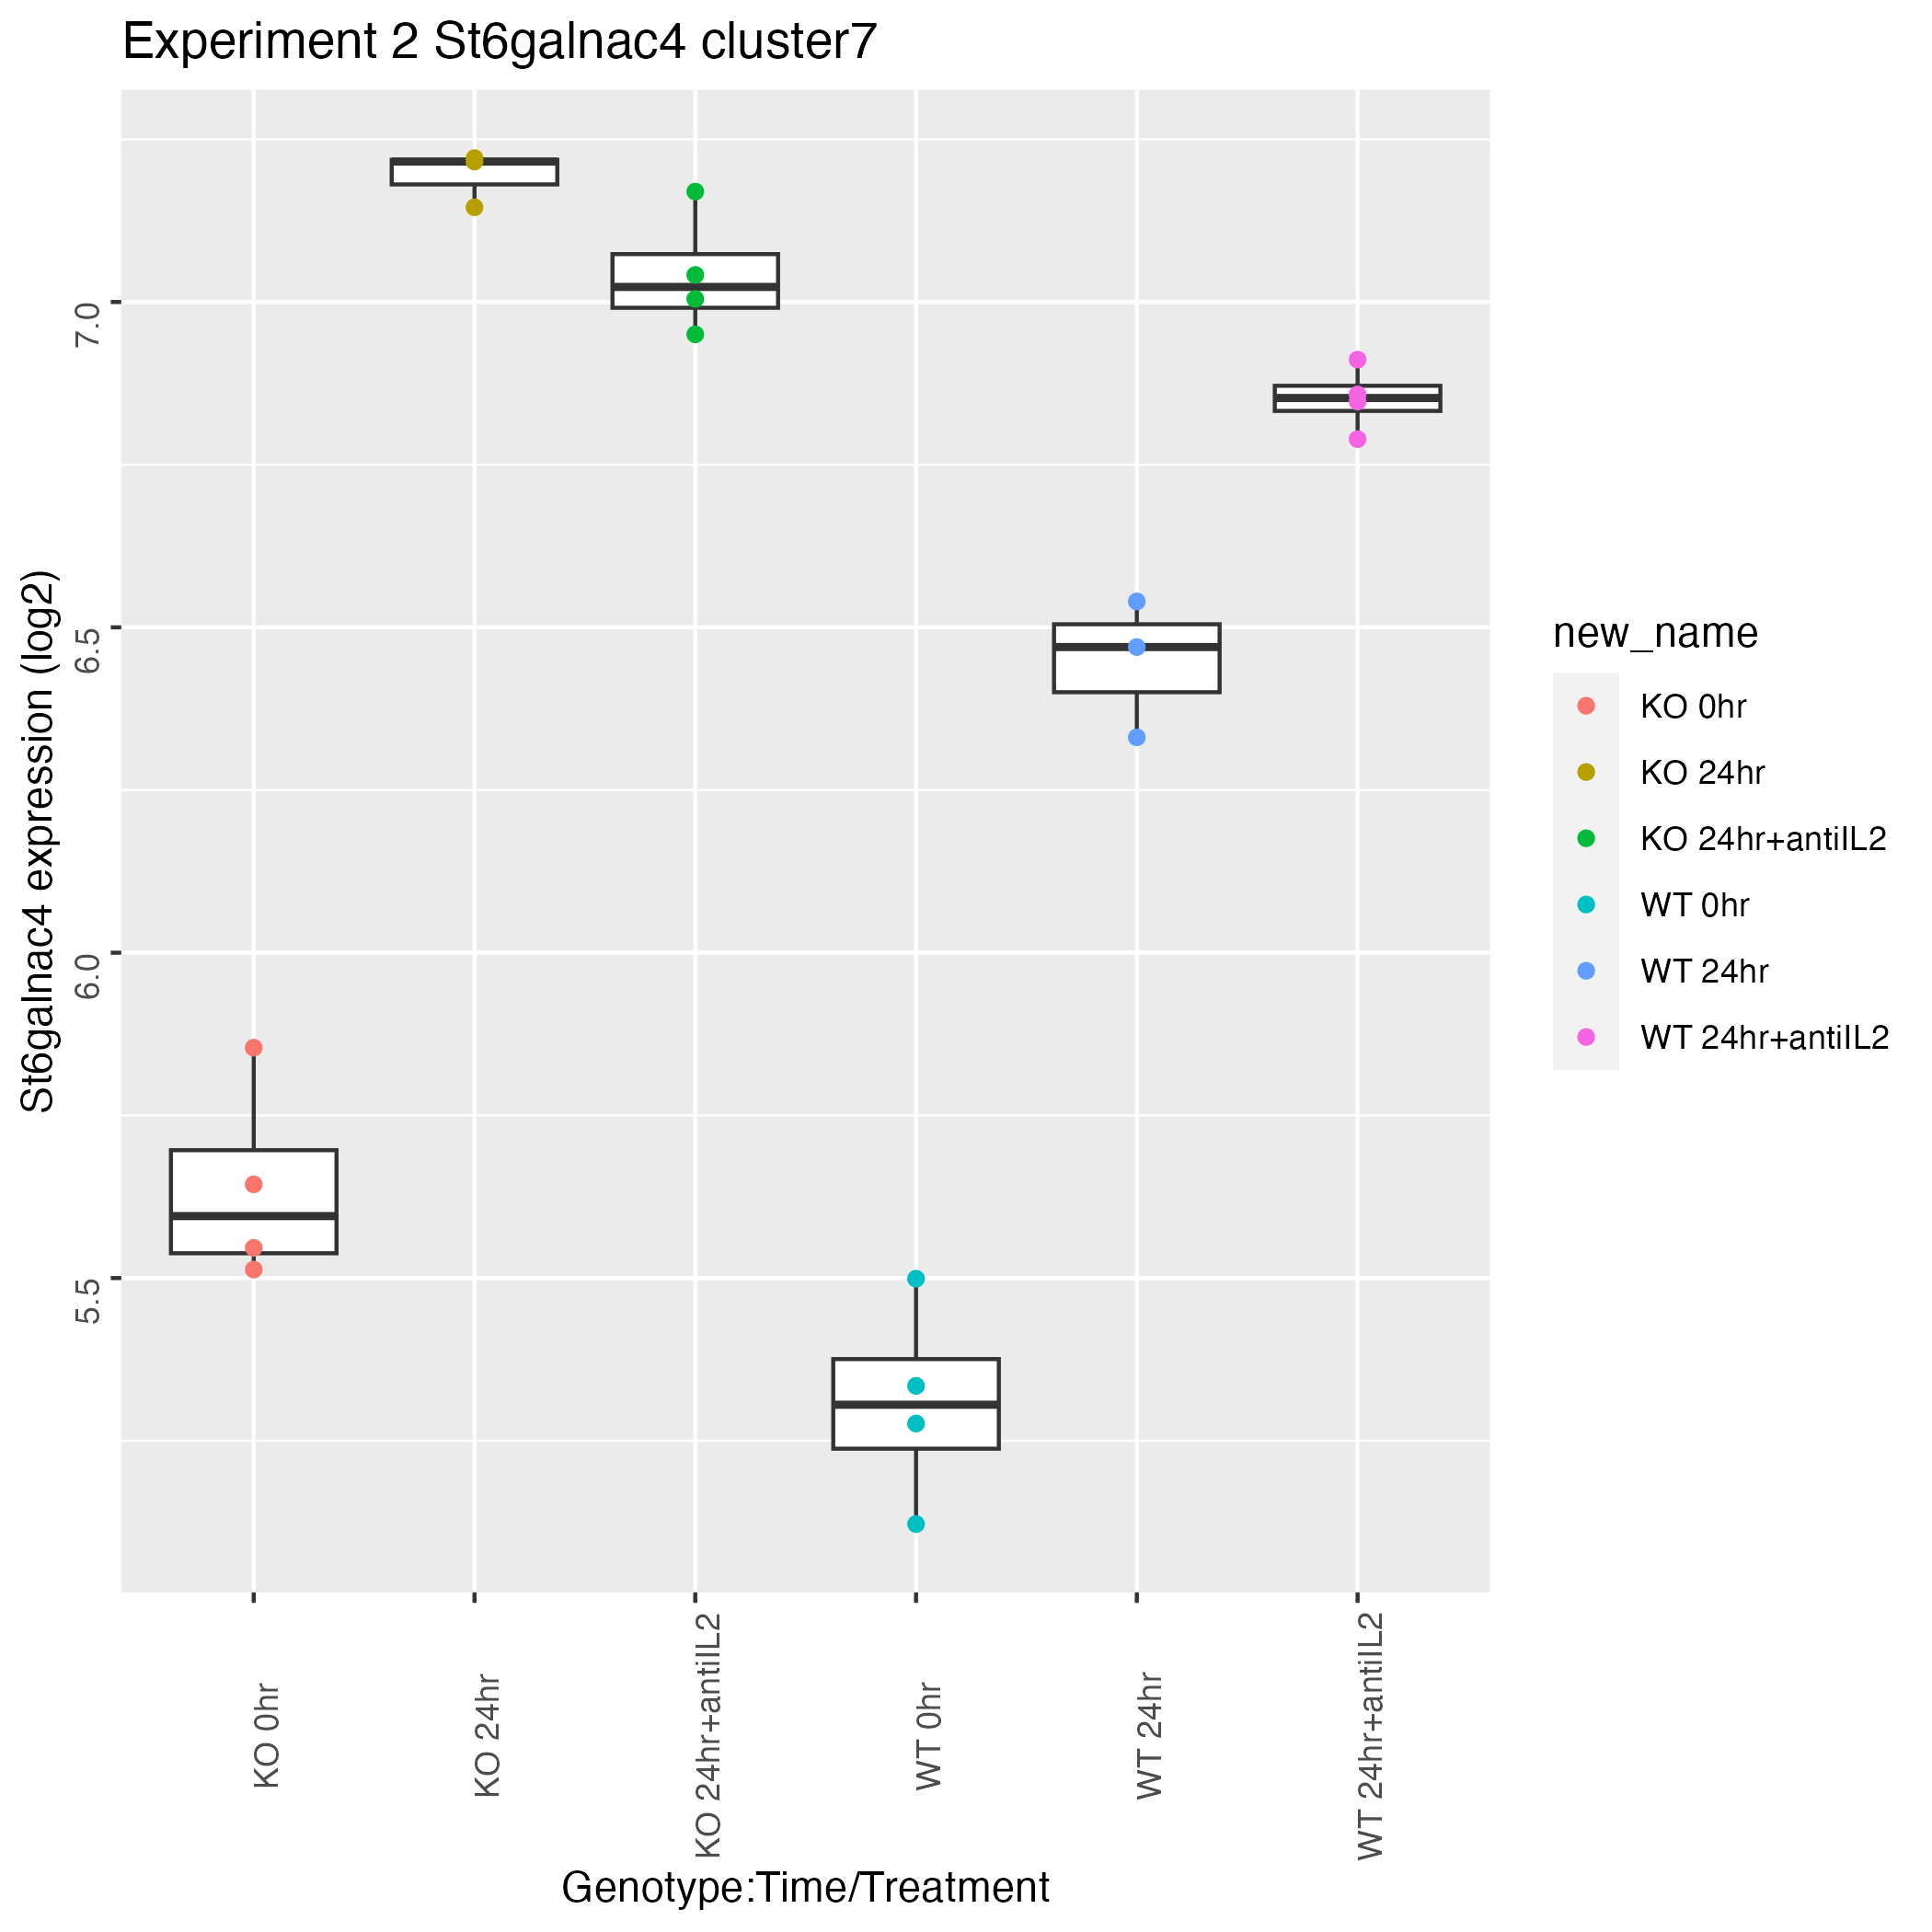 Experiment 2 St6galnac4 cluster7
St6galnac4 expression (log2)
7.0
6.5
6.0
5.5
KO 0hr
KO 24hr
KO 24hr+antiIL2
WT 0hr
WT 24hr
WT 24hr+antiIL2
Genotype:Time/Treatment
new_name
KO 0hr
KO 24hr
KO 24hr+antiIL2
WT 0hr
WT 24hr
WT 24hr+antiIL2